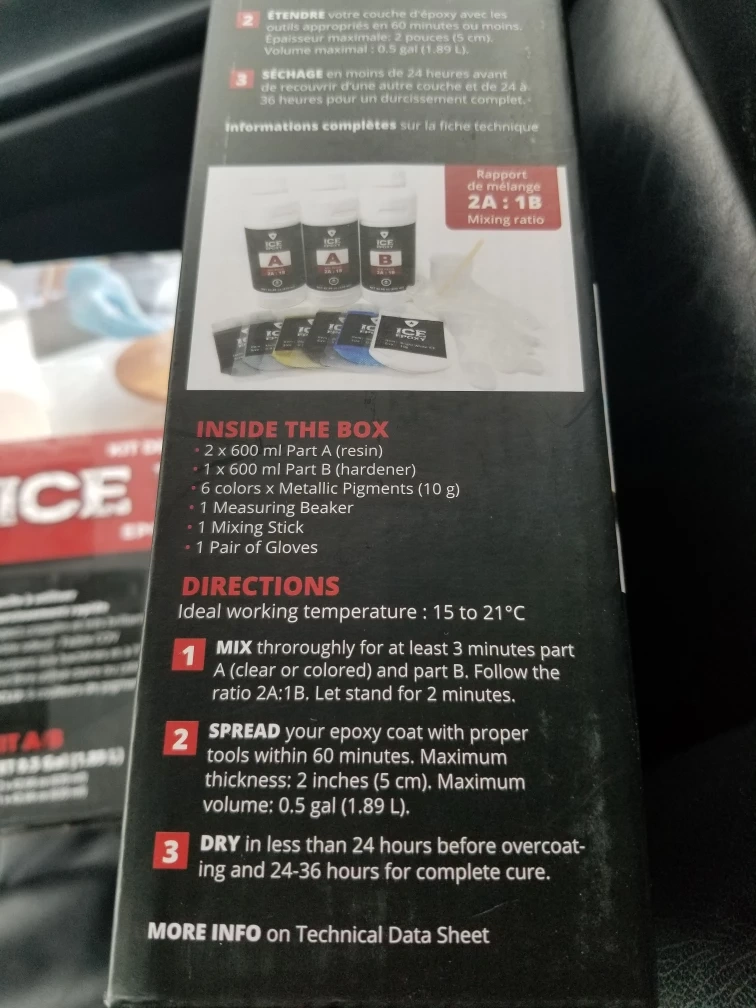 2 ÉTENDRE votre couche d'époxy avec les
outils appropriés en 60 minutes ou moins.
Épaisseur maximale: 2 pouces (5 cm).
Volume maximal : 0.5 gal (1.89 L).
3 SÉCHAGE en moins de 24 heures avant
de recouvrir d'une autre couche et de 24 à
36 heures pour un durcissement complet.
Informations complètes sur la fiche technique
Rapport
de mélange
2A : 1B
Mixing ratio
ICE ICE ICE
A A B
2A : 1B 2A : 1B 2A : 1B
ICE
EPOXY
INSIDE THE BOX
• 2 x 600 ml Part A (resin)
• 1 x 600 ml Part B (hardener)
• 6 colors x Metallic Pigments (10 g)
• 1 Measuring Beaker
• 1 Mixing Stick
• 1 Pair of Gloves
DIRECTIONS
Ideal working temperature : 15 to 21°C
1 MIX throroughly for at least 3 minutes part
A (clear or colored) and part B. Follow the
ratio 2A:1B. Let stand for 2 minutes.
2 SPREAD your epoxy coat with proper
tools within 60 minutes. Maximum
thickness: 2 inches (5 cm). Maximum
volume: 0.5 gal (1.89 L).
3 DRY in less than 24 hours before overcoat-
ing and 24-36 hours for complete cure.
MORE INFO on Technical Data Sheet
KIT
ICE